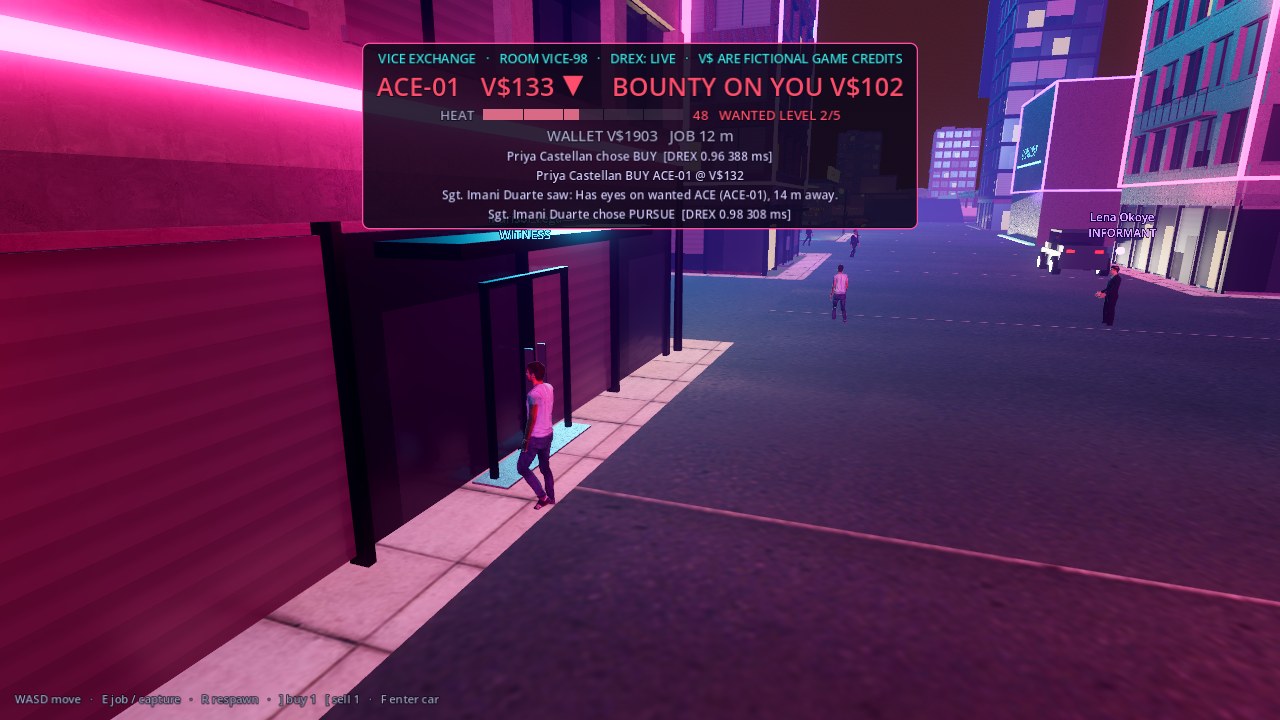 VICE EXCHANGE · ROOM VICE-98 · DREX: LIVE · V$ ARE FICTIONAL GAME CREDITS
ACE-01 V$133 ▼ BOUNTY ON YOU V$102
HEAT 48 WANTED LEVEL 2/5
WALLET V$1903 JOB 12 m
Priya Castellan chose BUY [DREX 0.96 388 ms]
Priya Castellan BUY ACE-01 @ V$132
Sgt. Imani Duarte saw: Has eyes on wanted ACE (ACE-01), 14 m away.
Sgt. Imani Duarte chose PURSUE [DREX 0.98 308 ms]
WITNESS
Lena Okoye
INFORMANT
WASD move · E job / capture · R respawn · ] buy 1 [ sell 1 · F enter car